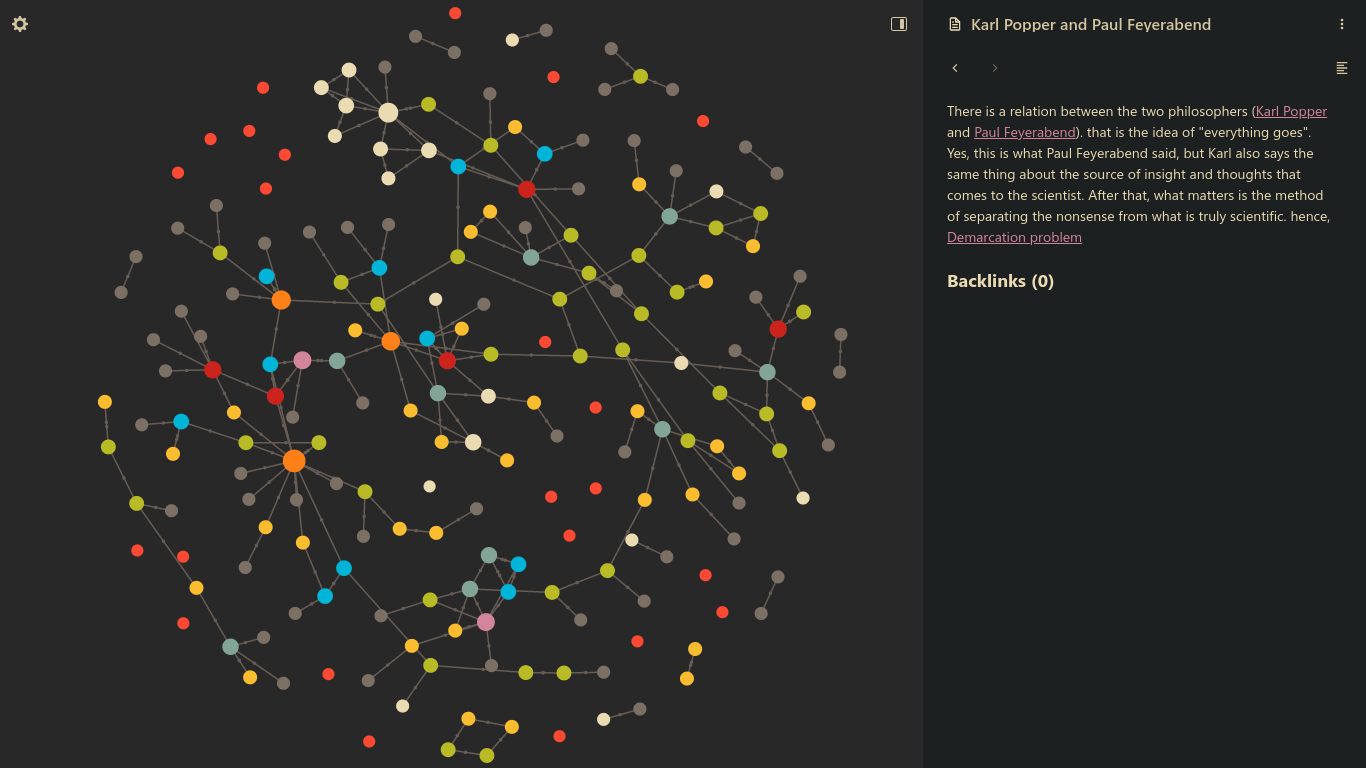 Karl Popper and Paul Feyerabend
There is a relation between the two philosophers (Karl Popper
and Paul Feyerabend). that is the idea of "everything goes".
Yes, this is what Paul Feyerabend said, but Karl also says the
same thing about the source of insight and thoughts that
comes to the scientist. After that, what matters is the method
of separating the nonsense from what is truly scientific. hence,
Demarcation problem
Backlinks (0)